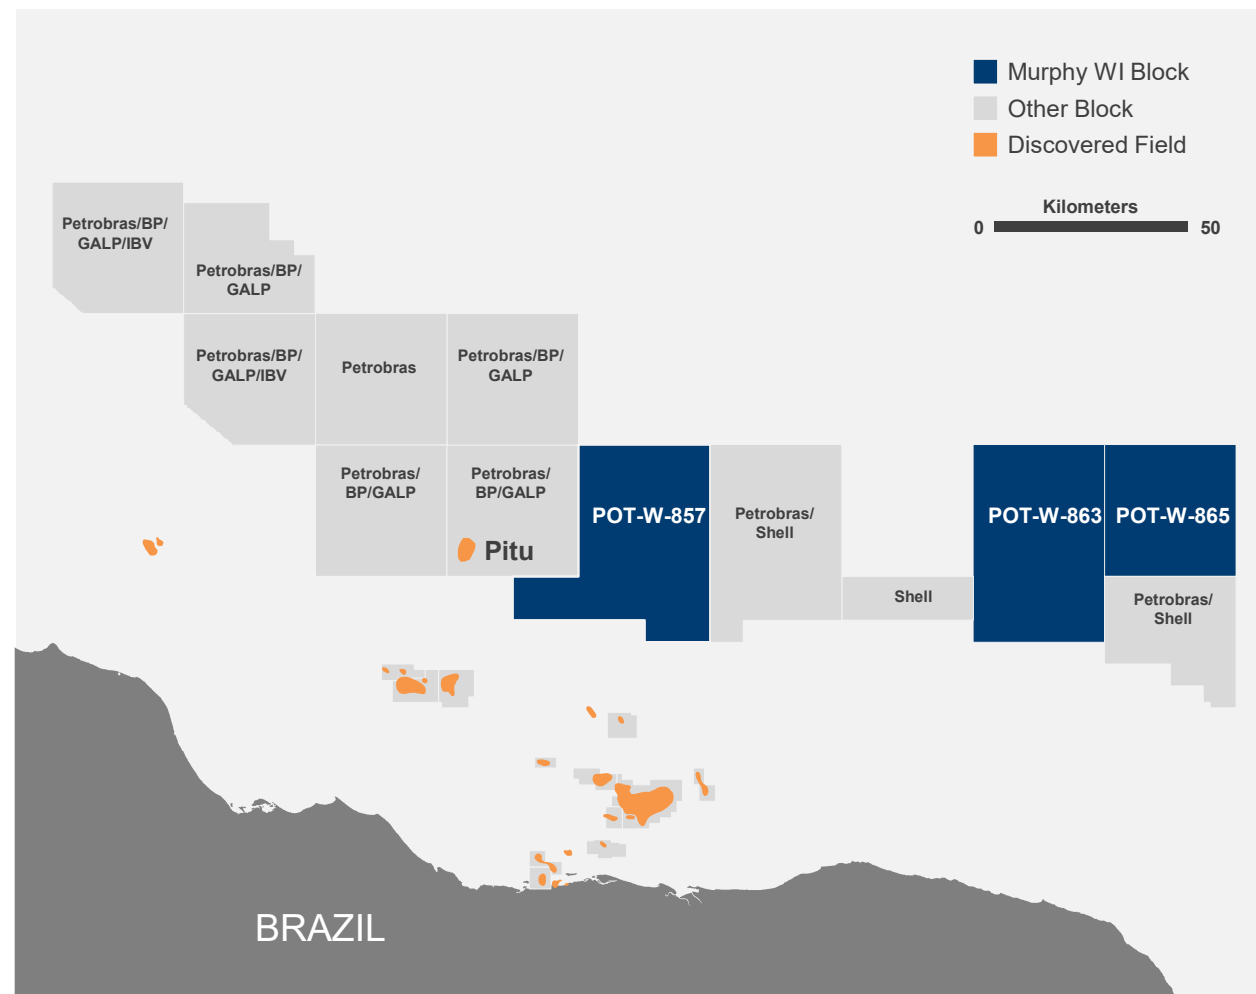 Murphy WI Block
Other Block
Discovered Field
Kilometers
0
50
Petrobras/BP/
GALP/IBV
Petrobras/BP/
GALP
Petrobras/BP/
GALP/IBV
Petrobras
Petrobras/BP/
GALP
Petrobras/
BP/GALP
Petrobras/
BP/GALP
Pitu
POT-W-857
Petrobras/
Shell
Shell
POT-W-863
POT-W-865
Petrobras/
Shell
BRAZIL